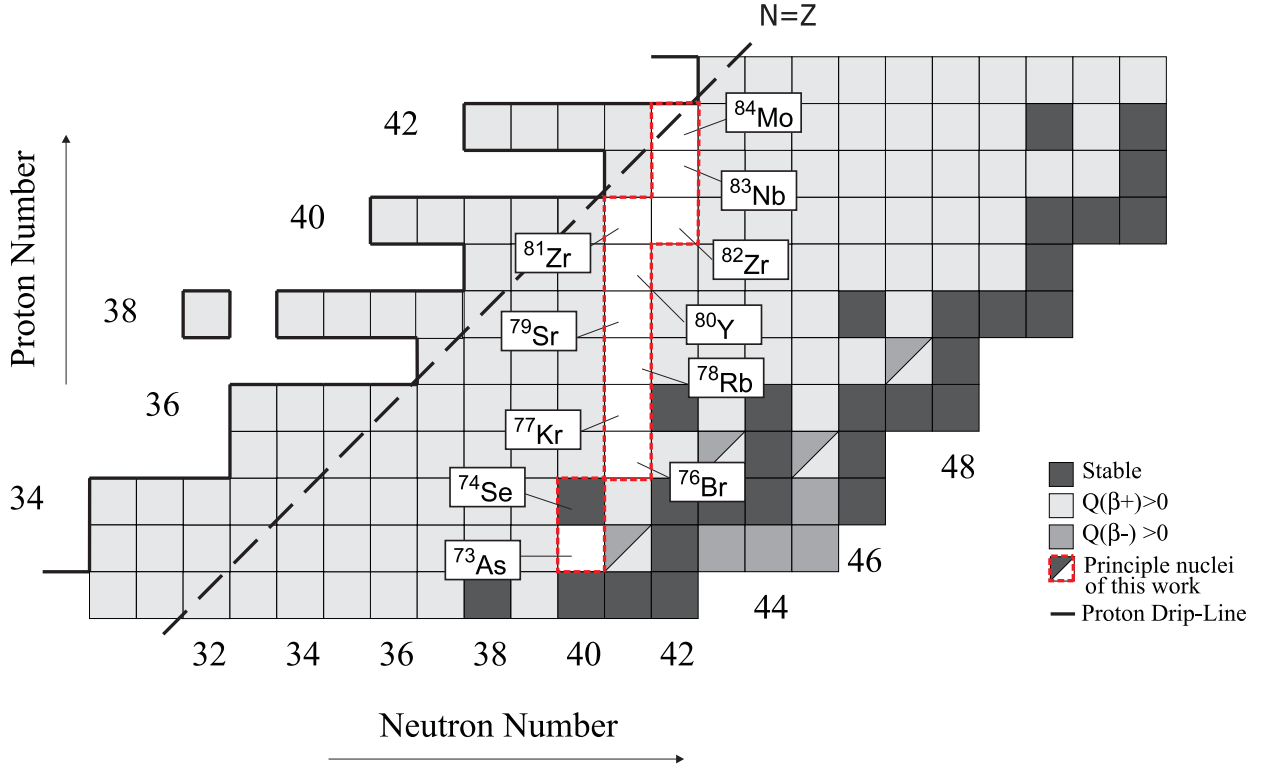 N=Z
42
⁸⁴Mo
⁸³Nb
40
⁸¹Zr
⁸²Zr
38
⁷⁹Sr
⁸⁰Y
⁷⁸Rb
36
⁷⁷Kr
⁷⁶Br
48
34
⁷⁴Se
⁷³As
46
44
32 34 36 38 40 42
Proton Number
Neutron Number
Stable
Q(β+)>0
Q(β-) >0
Principle nuclei
of this work
Proton Drip-Line